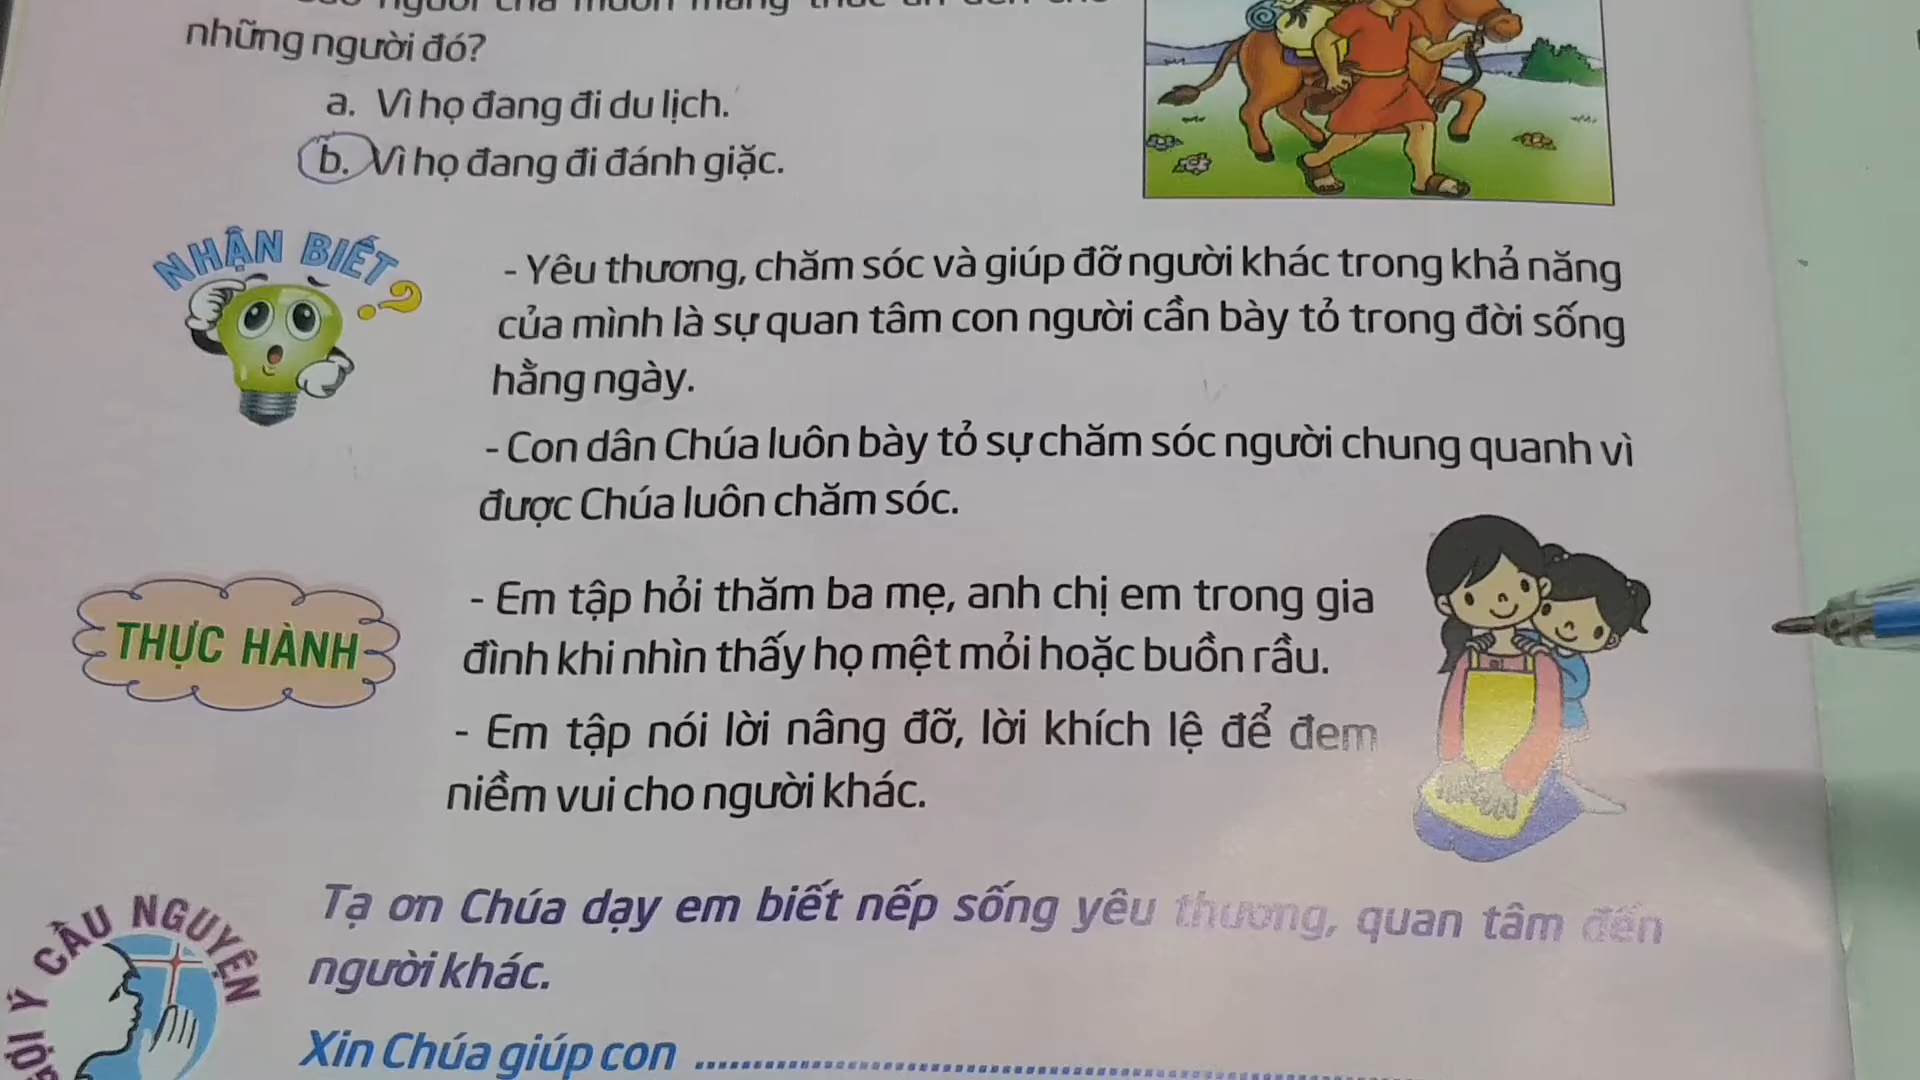 những người đó?
a. Vì họ đang đi du lịch.
b. Vì họ đang đi đánh giặc.
NHẬN BIẾT?
- Yêu thương, chăm sóc và giúp đỡ người khác trong khả năng
của mình là sự quan tâm con người cần bày tỏ trong đời sống
hằng ngày.
- Con dân Chúa luôn bày tỏ sự chăm sóc người chung quanh vì
được Chúa luôn chăm sóc.
THỰC HÀNH
- Em tập hỏi thăm ba mẹ, anh chị em trong gia
đình khi nhìn thấy họ mệt mỏi hoặc buồn rầu.
- Em tập nói lời nâng đỡ, lời khích lệ để đem
niềm vui cho người khác.
GỢI Ý CẦU NGUYỆN
Tạ ơn Chúa dạy em biết nếp sống yêu thương, quan tâm đến
người khác.
Xin Chúa giúp con ........................................